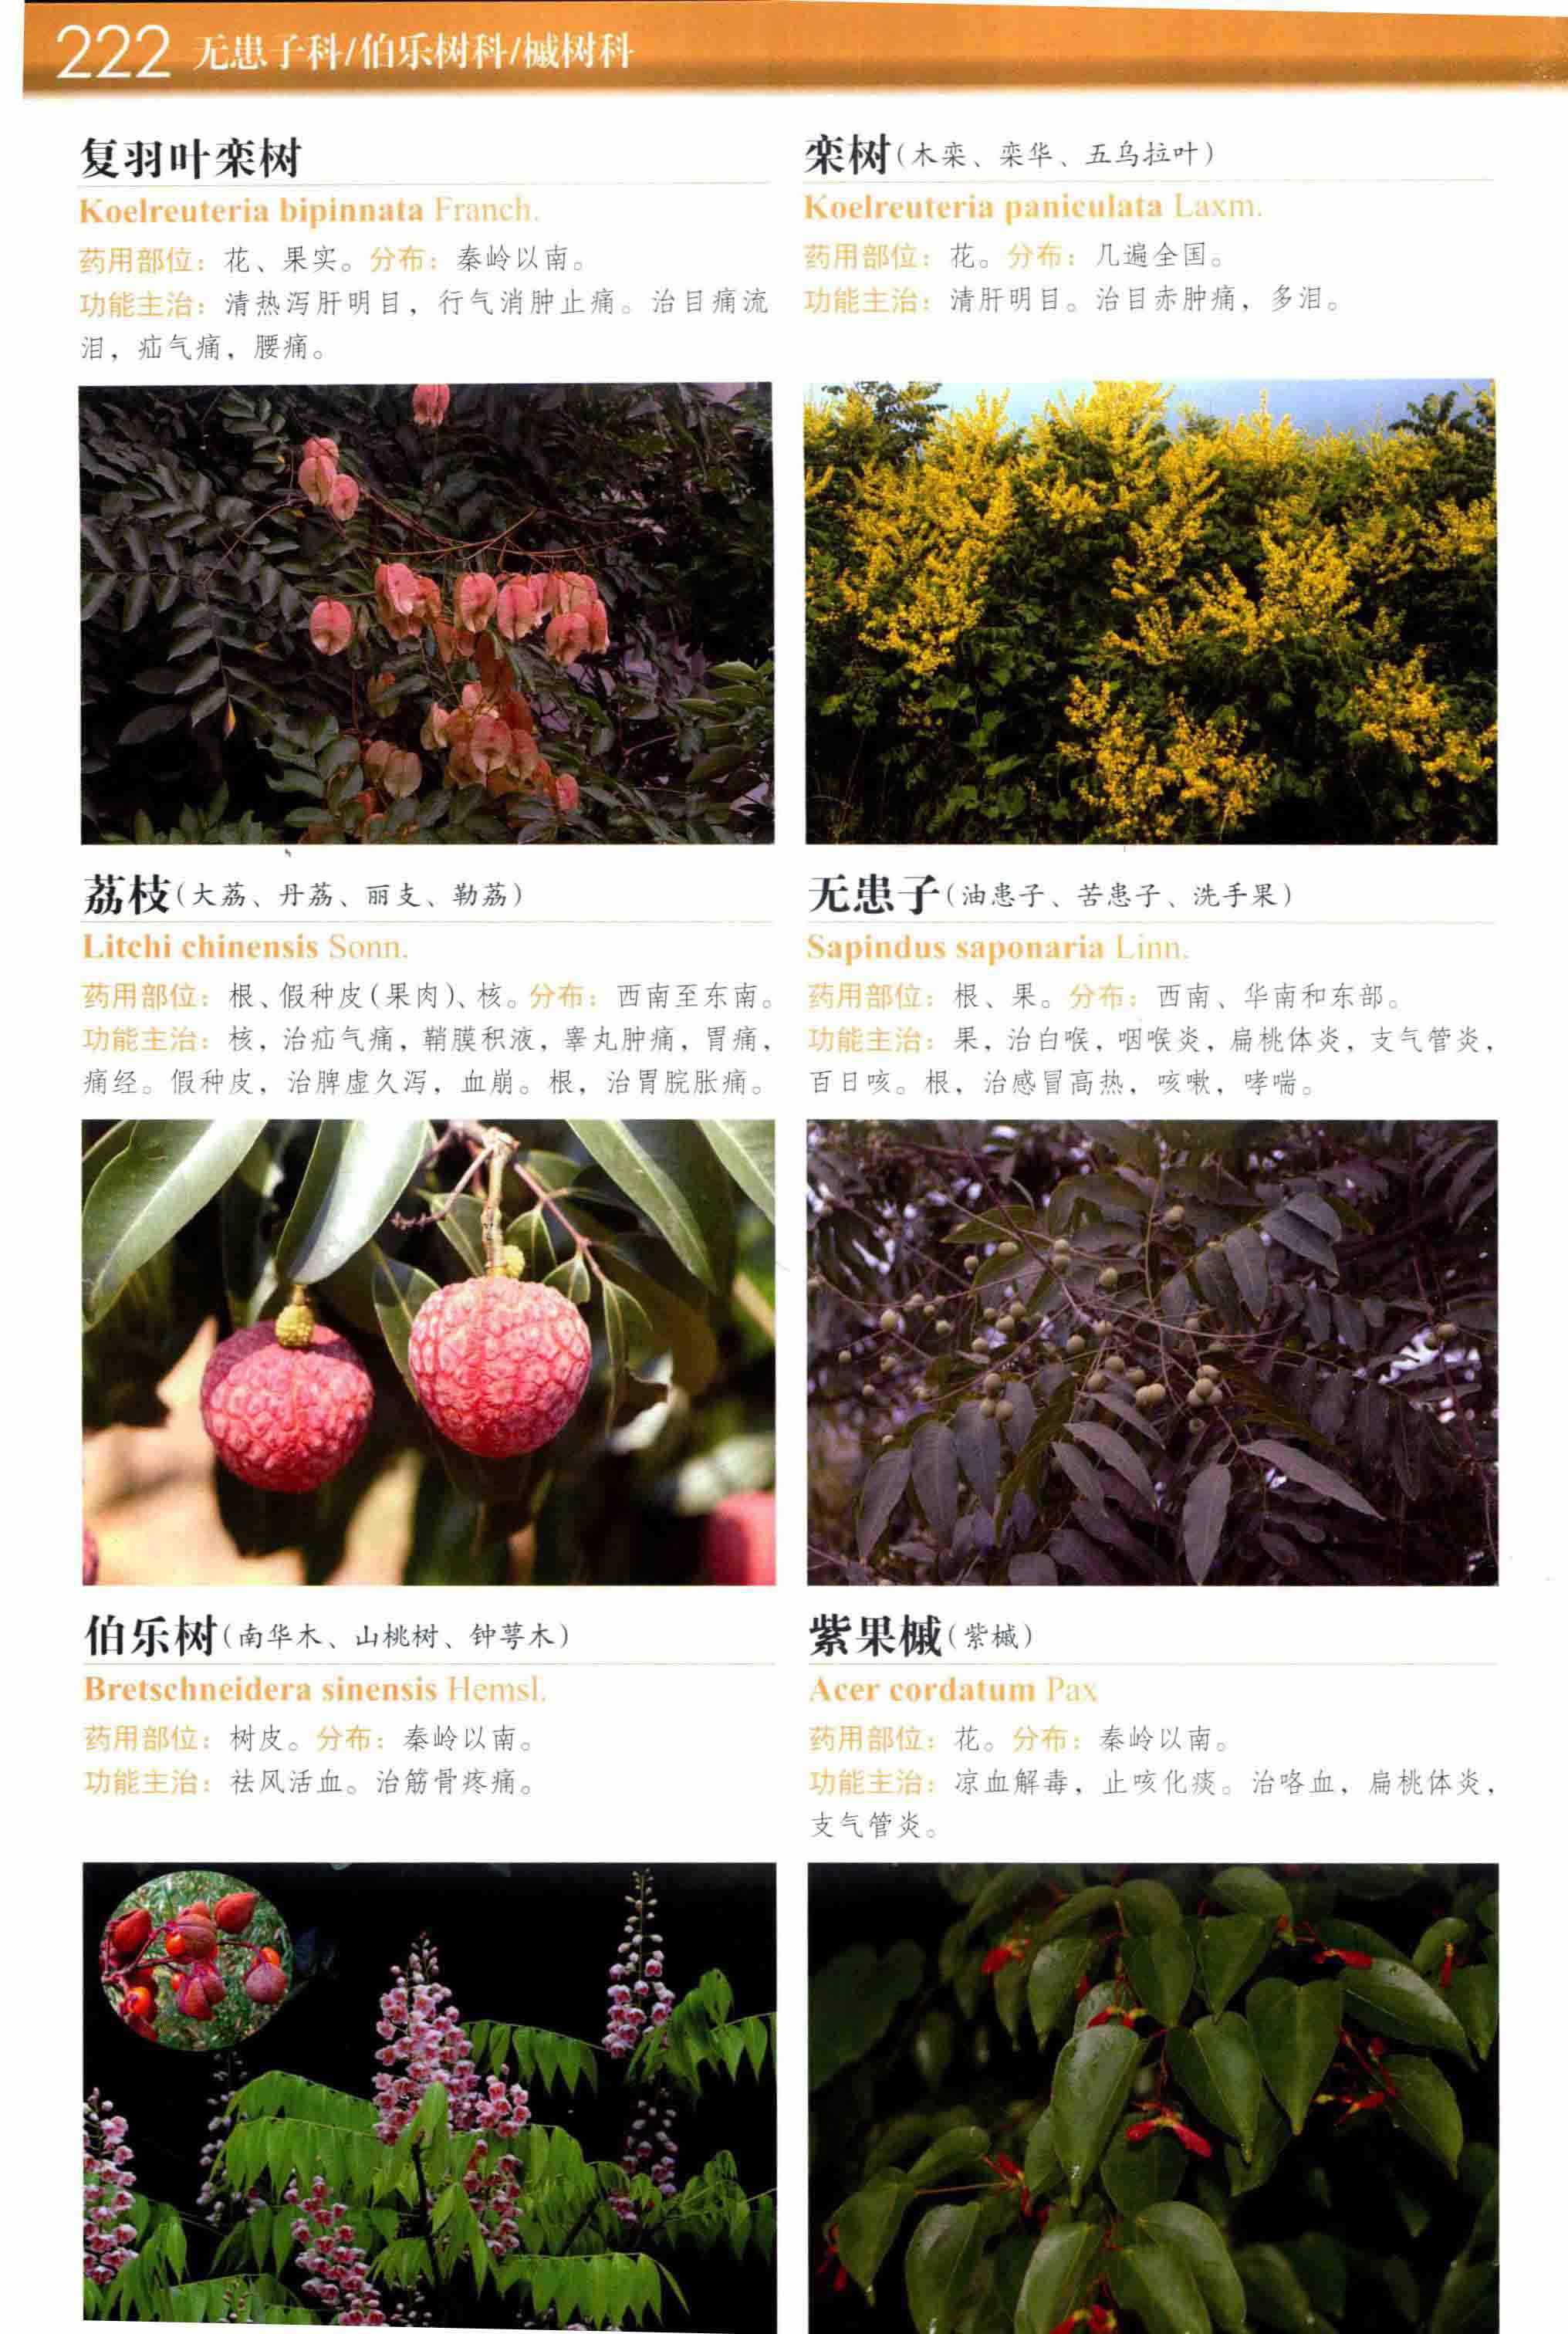 222 无患子科/伯乐树科/槭树科
复羽叶栾树
Koelreuteria bipinnata Franch.
药用部位：花、果实。分布：秦岭以南。
功能主治：清热泻肝明目，行气消肿止痛。治目痛流
泪，疝气痛，腰痛。
栾树（木栾、栾华、五乌拉叶）
Koelreuteria paniculata Laxm.
药用部位：花。分布：几遍全国。
功能主治：清肝明目。治目赤肿痛，多泪。
荔枝（大荔、丹荔、丽支、勒荔）
Litchi chinensis Sonn.
药用部位：根、假种皮（果肉）、核。分布：西南至东南。
功能主治：核，治疝气痛，鞘膜积液，睾丸肿痛，胃痛，
痛经。假种皮，治脾虚久泻，血崩。根，治胃脘胀痛。
无患子（油患子、苦患子、洗手果）
Sapindus saponaria Linn.
药用部位：根、果。分布：西南、华南和东部。
功能主治：果，治白喉，咽喉炎，扁桃体炎，支气管炎，
百日咳。根，治感冒高热，咳嗽，哮喘。
伯乐树（南华木、山桃树、钟萼木）
Bretschneidera sinensis Hemsl.
药用部位：树皮。分布：秦岭以南。
功能主治：祛风活血。治筋骨疼痛。
紫果槭（紫槭）
Acer cordatum Pax
药用部位：花。分布：秦岭以南。
功能主治：凉血解毒，止咳化痰。治咯血，扁桃体炎，
支气管炎。